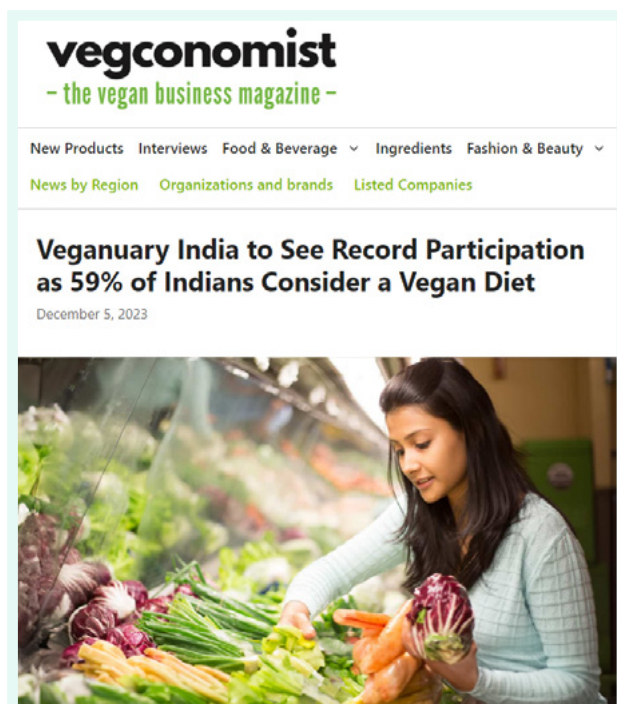 vegconomist
– the vegan business magazine –
New Products Interviews Food & Beverage Ingredients Fashion & Beauty
News by Region Organizations and brands Listed Companies
Veganuary India to See Record Participation
as 59% of Indians Consider a Vegan Diet
December 5, 2023